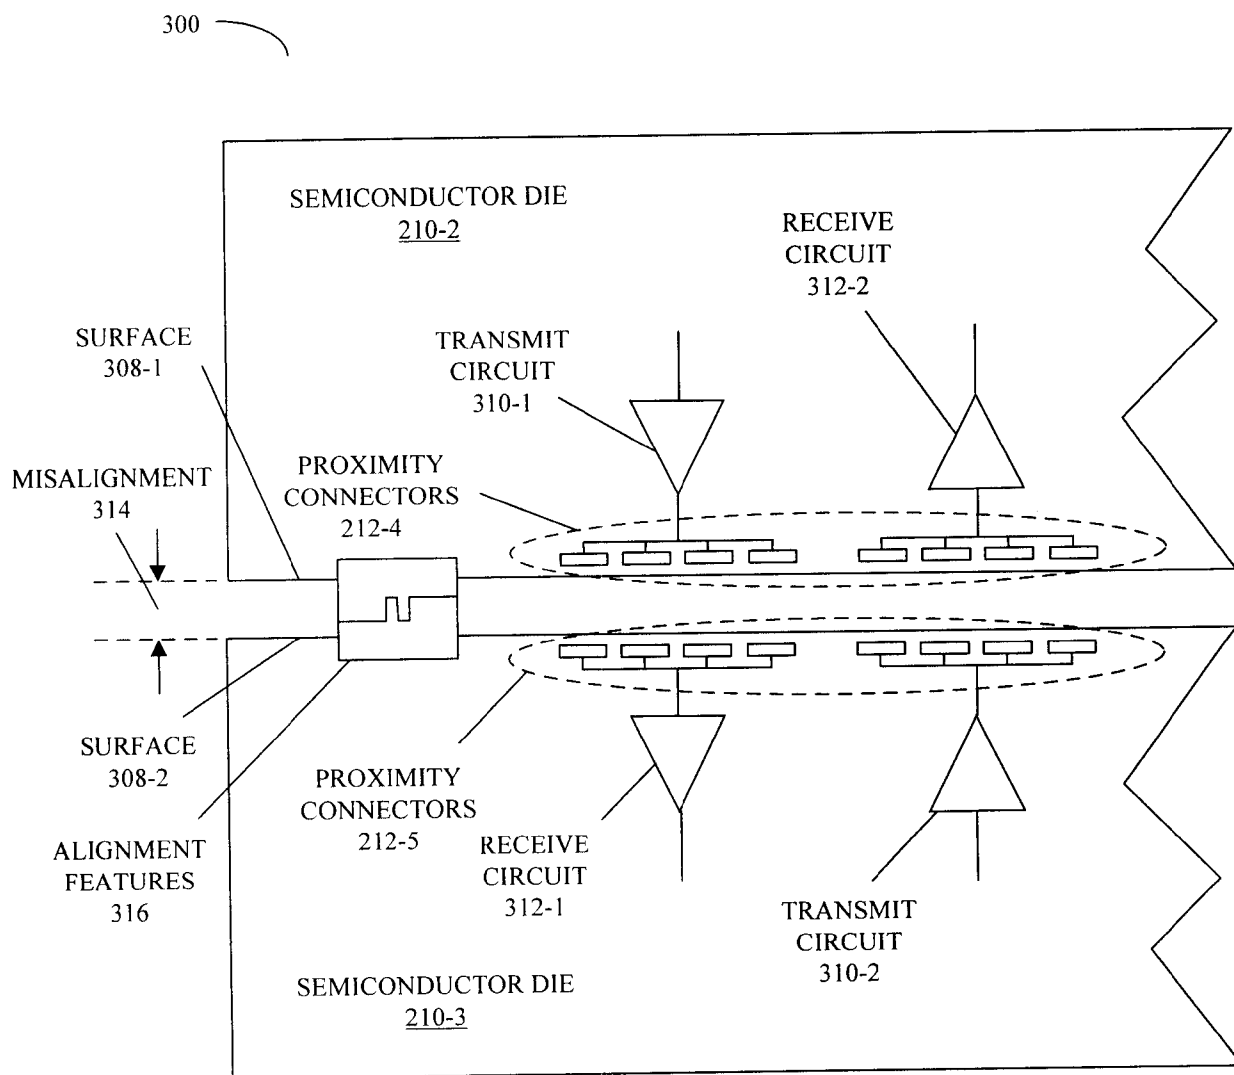 300
SEMICONDUCTOR DIE
210-2
RECEIVE
CIRCUIT
312-2
SURFACE
308-1
TRANSMIT
CIRCUIT
310-1
MISALIGNMENT
314
PROXIMITY
CONNECTORS
212-4
SURFACE
308-2
PROXIMITY
CONNECTORS
212-5
ALIGNMENT
FEATURES
316
RECEIVE
CIRCUIT
312-1
TRANSMIT
CIRCUIT
310-2
SEMICONDUCTOR DIE
210-3